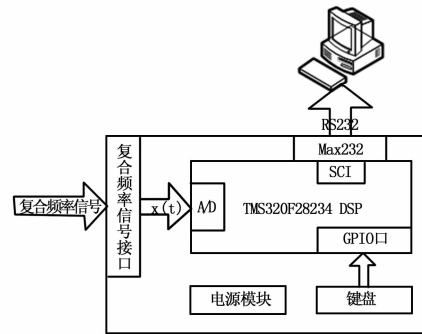 RS232
Max232
SCI
复合频率信号
复合频率信号接口
x(t)
A/D
TMS320F28234 DSP
GPIO口
电源模块
键盘